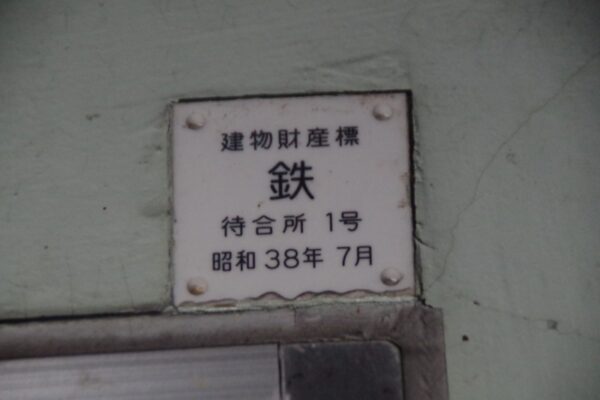 建物財産標
鉄
待合所 1号
昭和 38年 7月